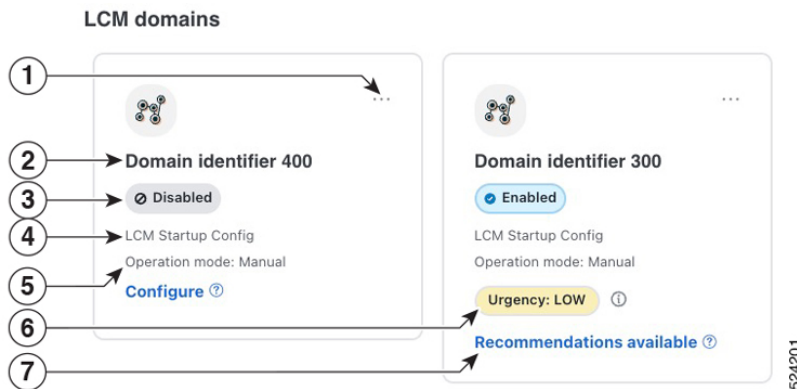 LCM domains
1
...
...
2
Domain identifier 400
Domain identifier 300
3
Disabled
Enabled
4
LCM Startup Config
LCM Startup Config
5
Operation mode: Manual
Operation mode: Manual
Configure ?
6
Urgency: LOW i
7
Recommendations available ?
524201